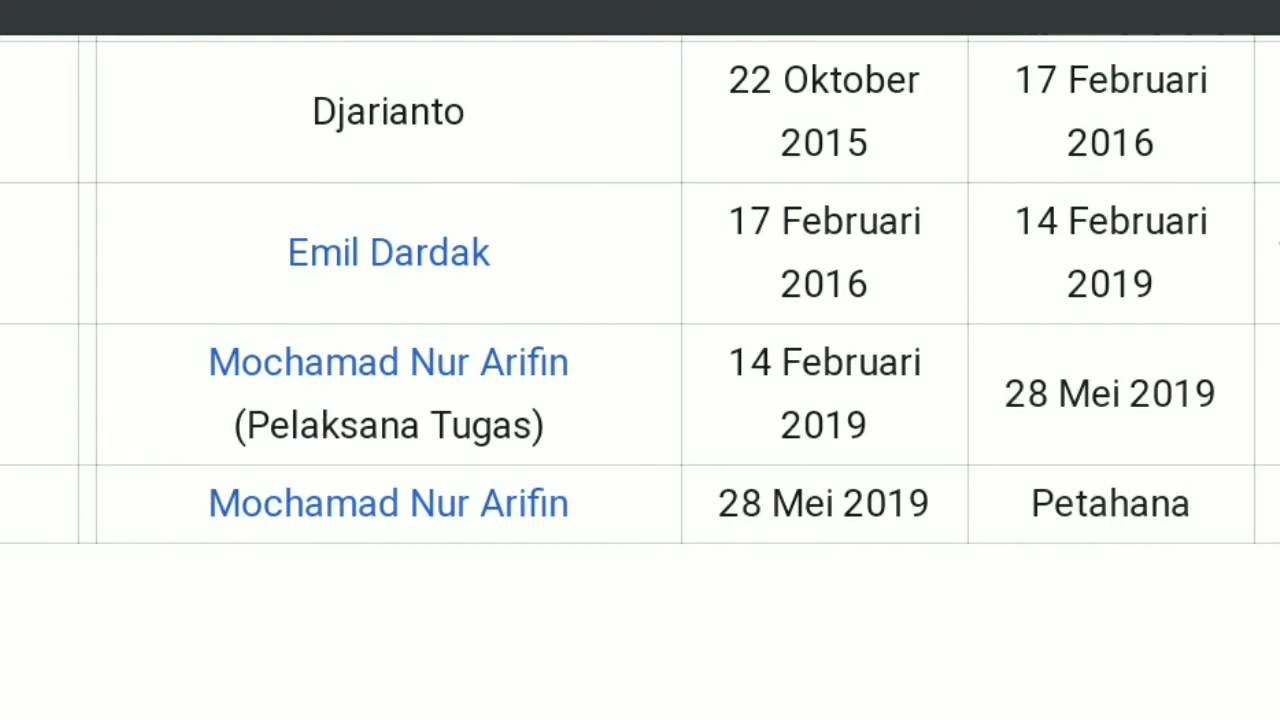 Djarianto
22 Oktober
2015
17 Februari
2016
Emil Dardak
17 Februari
2016
14 Februari
2019
Mochamad Nur Arifin
(Pelaksana Tugas)
14 Februari
2019
28 Mei 2019
Mochamad Nur Arifin
28 Mei 2019
Petahana